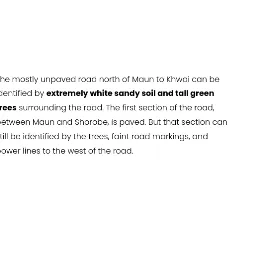 he mostly unpaved road north of Maun to Khwai can be
dentified by extremely white sandy soil and tall green
rees surrounding the road. The first section of the road,
between Maun and Shorobe, is paved. But that section can
till be identified by the trees, faint road markings, and
power lines to the west of the road.